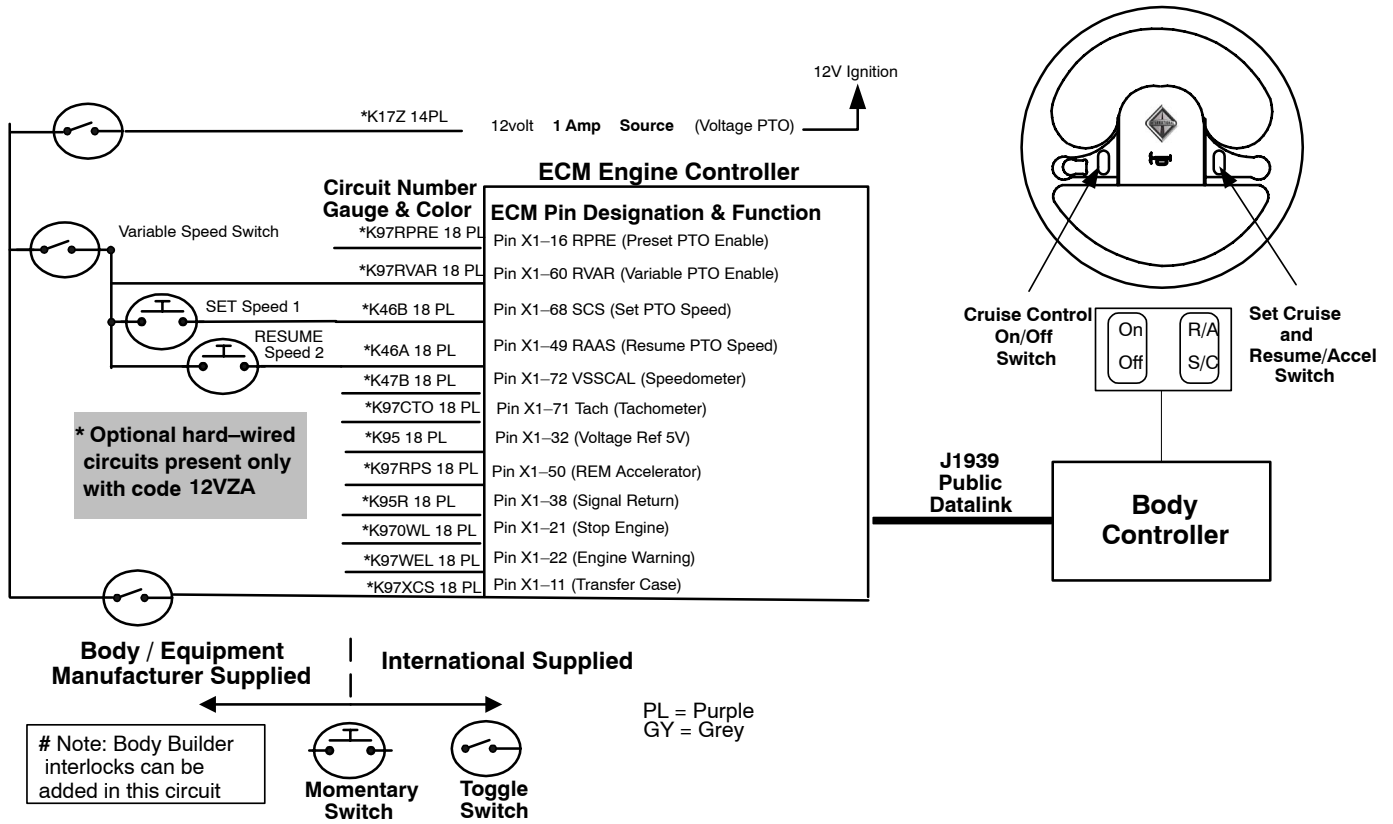 12V Ignition
*K17Z 14PL
12volt 1 Amp Source (Voltage PTO)
ECM Engine Controller
Circuit Number
Gauge & Color
ECM Pin Designation & Function
Variable Speed Switch
*K97RPRE 18 PL
Pin X1–16 RPRE (Preset PTO Enable)
*K97RVAR 18 PL
Pin X1–60 RVAR (Variable PTO Enable)
SET Speed 1
*K46B 18 PL
Pin X1–68 SCS (Set PTO Speed)
RESUME
Speed 2
*K46A 18 PL
Pin X1–49 RAAS (Resume PTO Speed)
*K47B 18 PL
Pin X1–72 VSSCAL (Speedometer)
*K97CTO 18 PL
Pin X1–71 Tach (Tachometer)
*K95 18 PL
Pin X1–32 (Voltage Ref 5V)
*K97RPS 18 PL
Pin X1–50 (REM Accelerator)
*K95R 18 PL
Pin X1–38 (Signal Return)
*K970WL 18 PL
Pin X1–21 (Stop Engine)
*K97WEL 18 PL
Pin X1–22 (Engine Warning)
*K97XCS 18 PL
Pin X1–11 (Transfer Case)
* Optional hard–wired
circuits present only
with code 12VZA
Cruise Control
On/Off
Switch
On
Off
R/A
S/C
Set Cruise
and
Resume/Accel
Switch
J1939
Public
Datalink
Body
Controller
Body / Equipment
Manufacturer Supplied
International Supplied
# Note: Body Builder
interlocks can be
added in this circuit
Momentary
Switch
Toggle
Switch
PL = Purple
GY = Grey